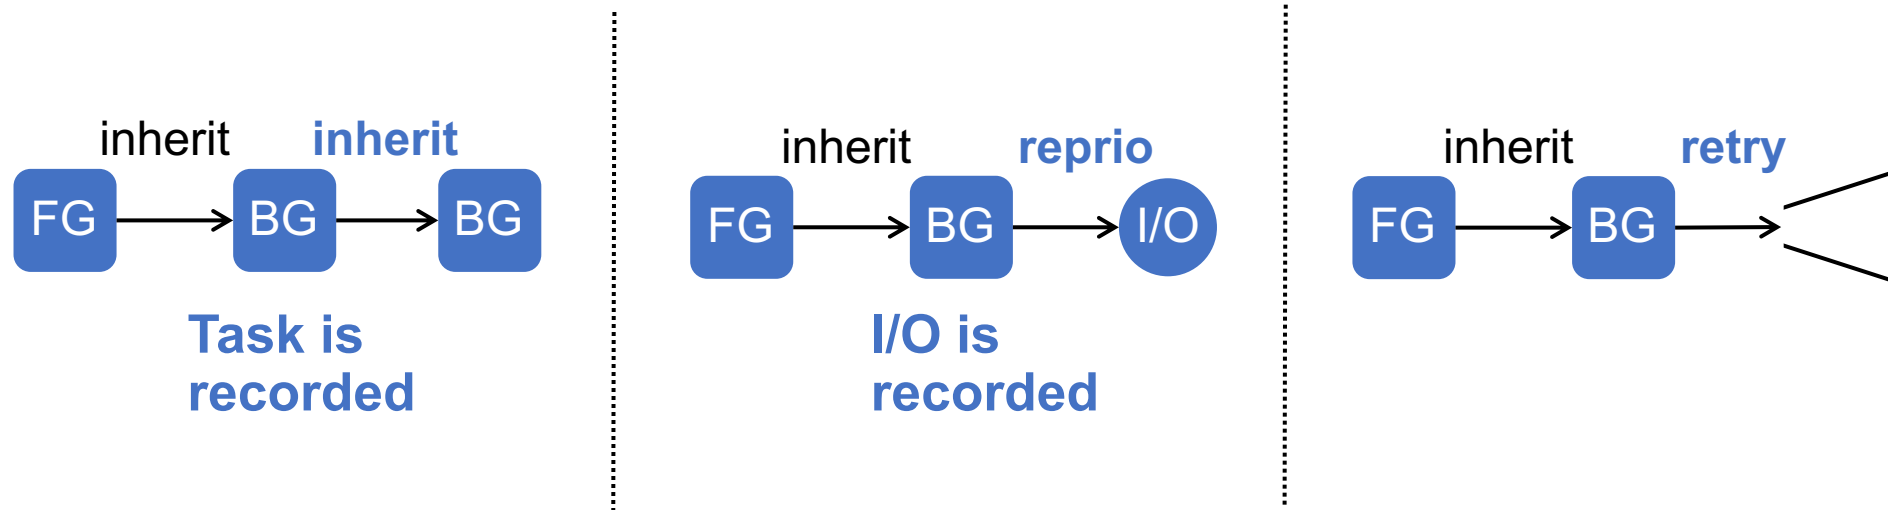 inherit inherit
FG BG BG
Task is
recorded
inherit reprio
FG BG I/O
I/O is
recorded
inherit retry
FG BG